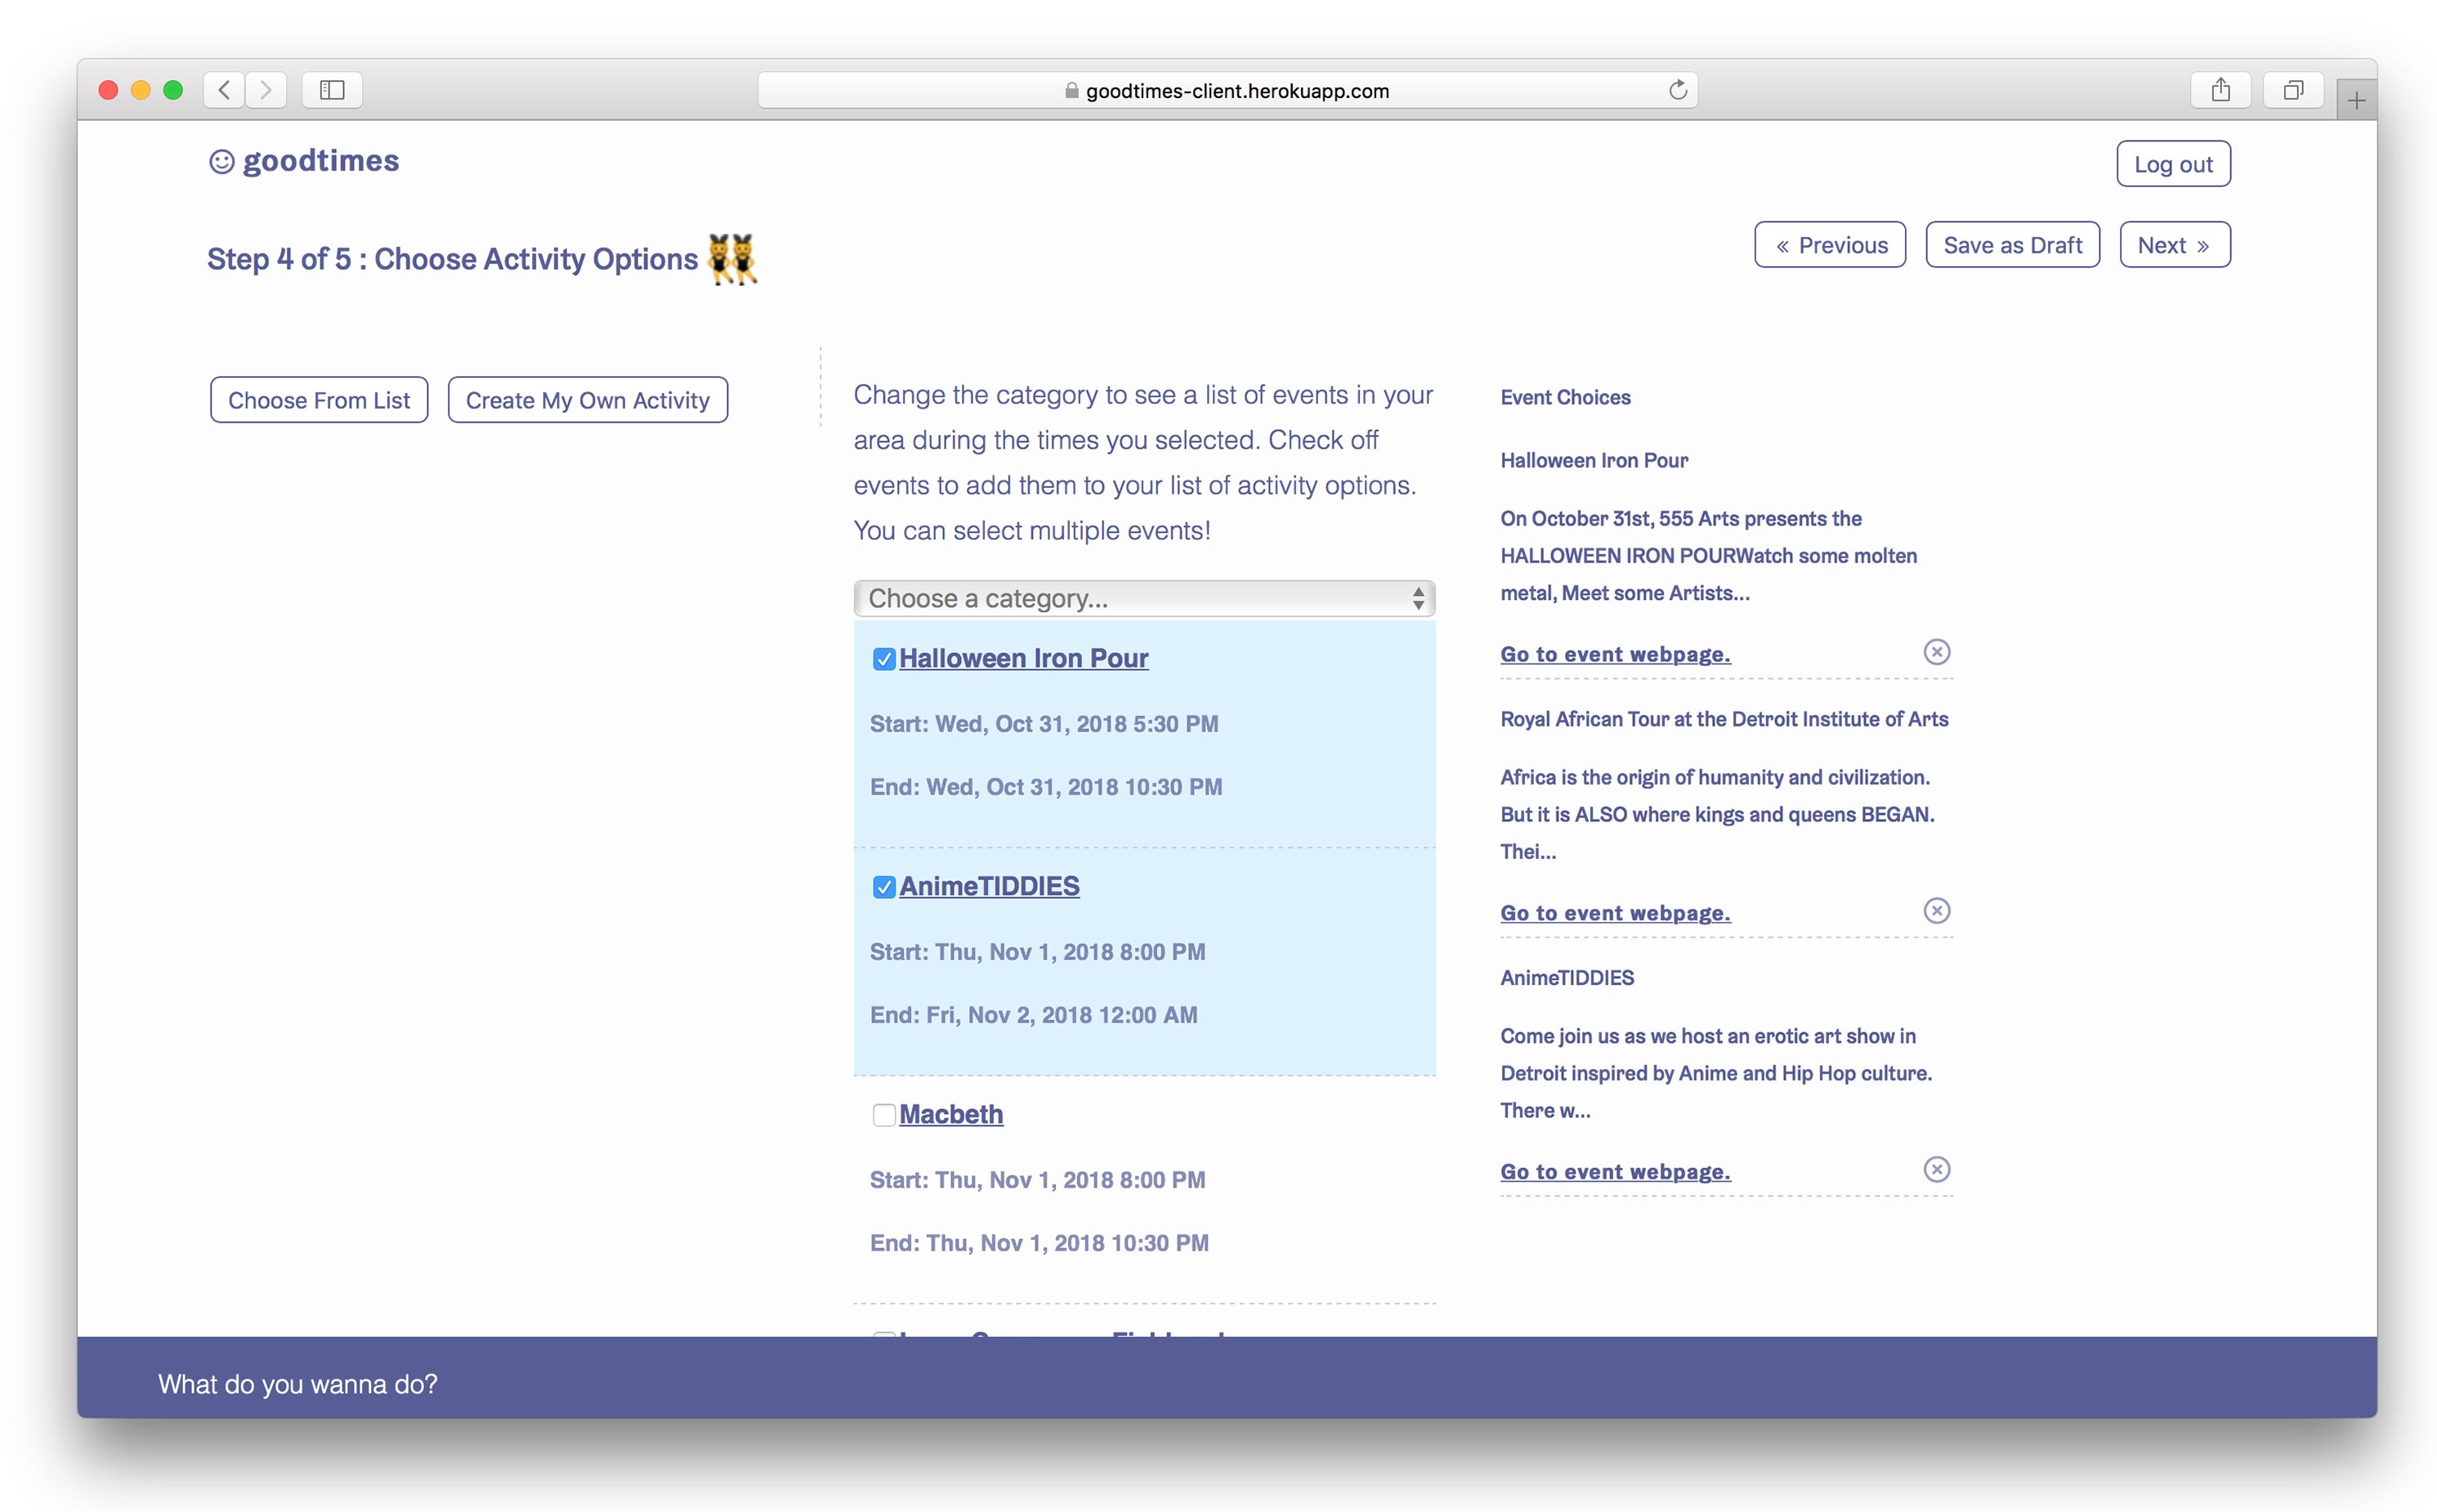 goodtimes-client.herokuapp.com
goodtimes
Log out
Step 4 of 5 : Choose Activity Options
« Previous
Save as Draft
Next »
Choose From List
Create My Own Activity
Change the category to see a list of events in your
area during the times you selected. Check off
events to add them to your list of activity options.
You can select multiple events!
Choose a category...
Halloween Iron Pour
Start: Wed, Oct 31, 2018 5:30 PM
End: Wed, Oct 31, 2018 10:30 PM
AnimeTIDDIES
Start: Thu, Nov 1, 2018 8:00 PM
End: Fri, Nov 2, 2018 12:00 AM
Macbeth
Start: Thu, Nov 1, 2018 8:00 PM
End: Thu, Nov 1, 2018 10:30 PM
Event Choices
Halloween Iron Pour
On October 31st, 555 Arts presents the
HALLOWEEN IRON POURWatch some molten
metal, Meet some Artists...
Go to event webpage.
Royal African Tour at the Detroit Institute of Arts
Africa is the origin of humanity and civilization.
But it is ALSO where kings and queens BEGAN.
Thei...
Go to event webpage.
AnimeTIDDIES
Come join us as we host an erotic art show in
Detroit inspired by Anime and Hip Hop culture.
There w...
Go to event webpage.
What do you wanna do?